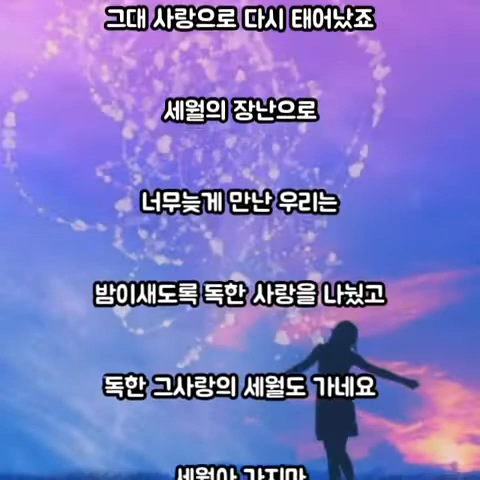 그대 사랑으로 다시 태어났죠
세월의 장난으로
너무늦게 만난 우리는
밤이새도록 독한 사랑을 나눴고
독한 그사랑의 세월도 가네요
세월아 가지마